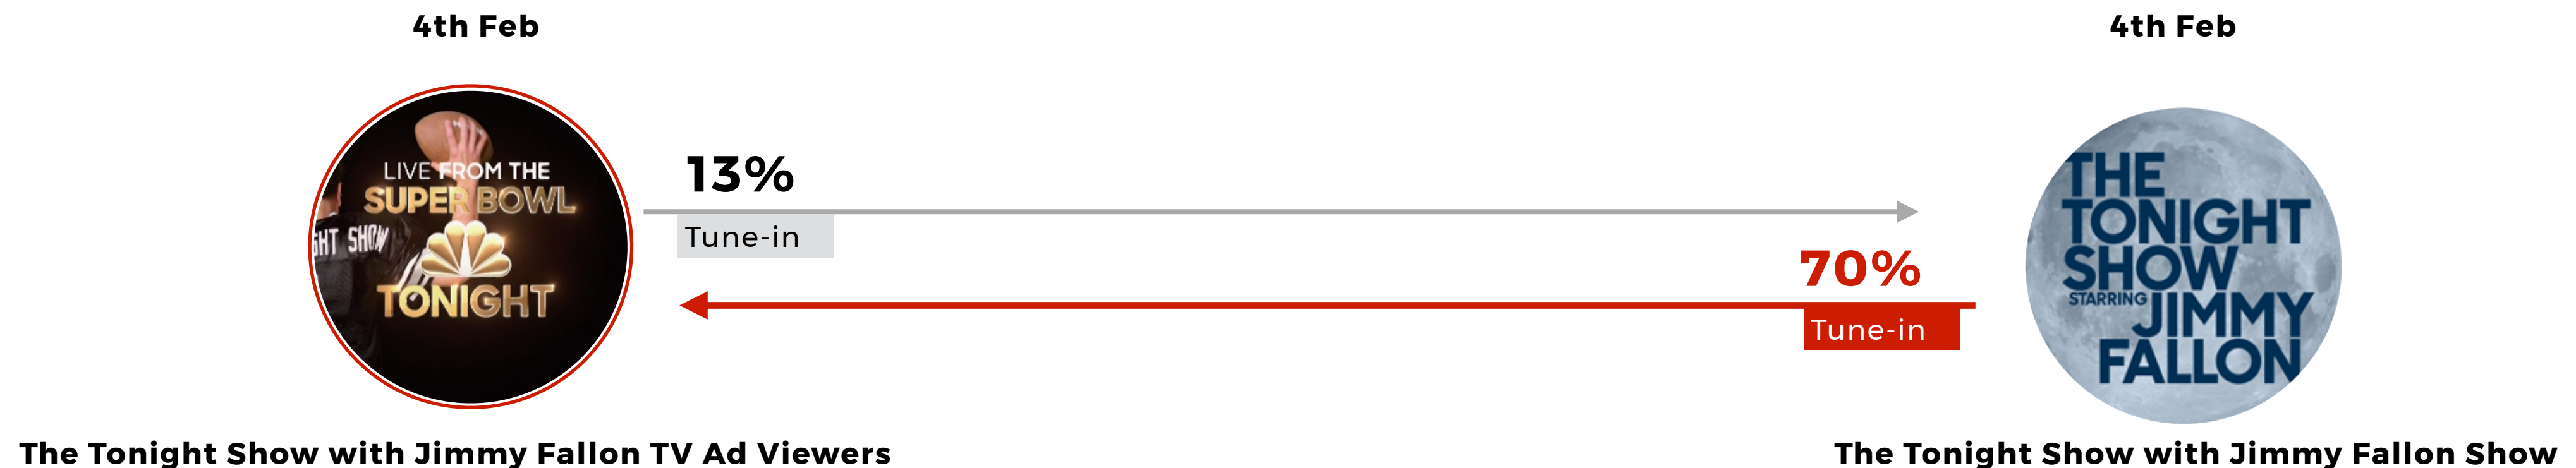 4th Feb
4th Feb
LIVE FROM THE
SUPER BOWL
GHT SHOW
TONIGHT
13%
Tune-in
70%
Tune-in
THE
TONIGHT
SHOW
STARRING JIMMY
FALLON
The Tonight Show with Jimmy Fallon TV Ad Viewers
The Tonight Show with Jimmy Fallon Show